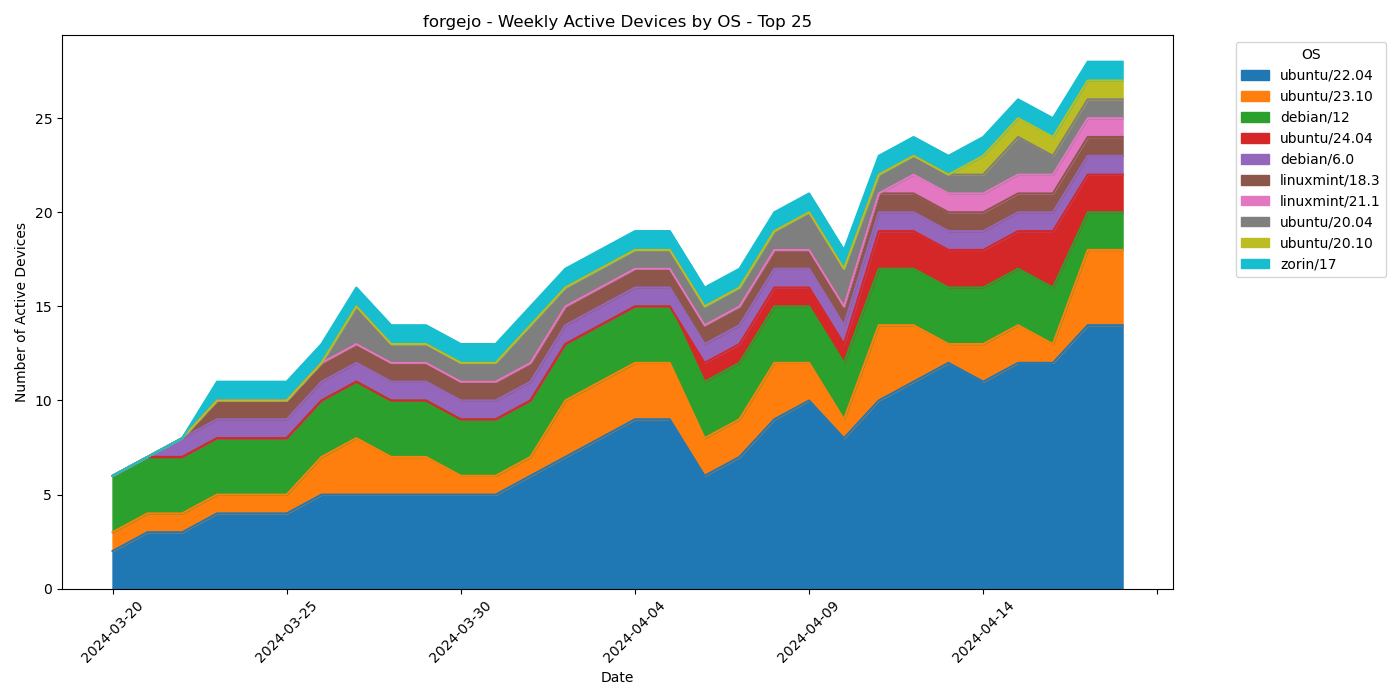 forgejo - Weekly Active Devices by OS - Top 25
Number of Active Devices
25
20
15
10
5
0
2024-03-20
2024-03-25
2024-03-30
2024-04-04
2024-04-09
2024-04-14
Date
OS
ubuntu/22.04
ubuntu/23.10
debian/12
ubuntu/24.04
debian/6.0
linuxmint/18.3
linuxmint/21.1
ubuntu/20.04
ubuntu/20.10
zorin/17